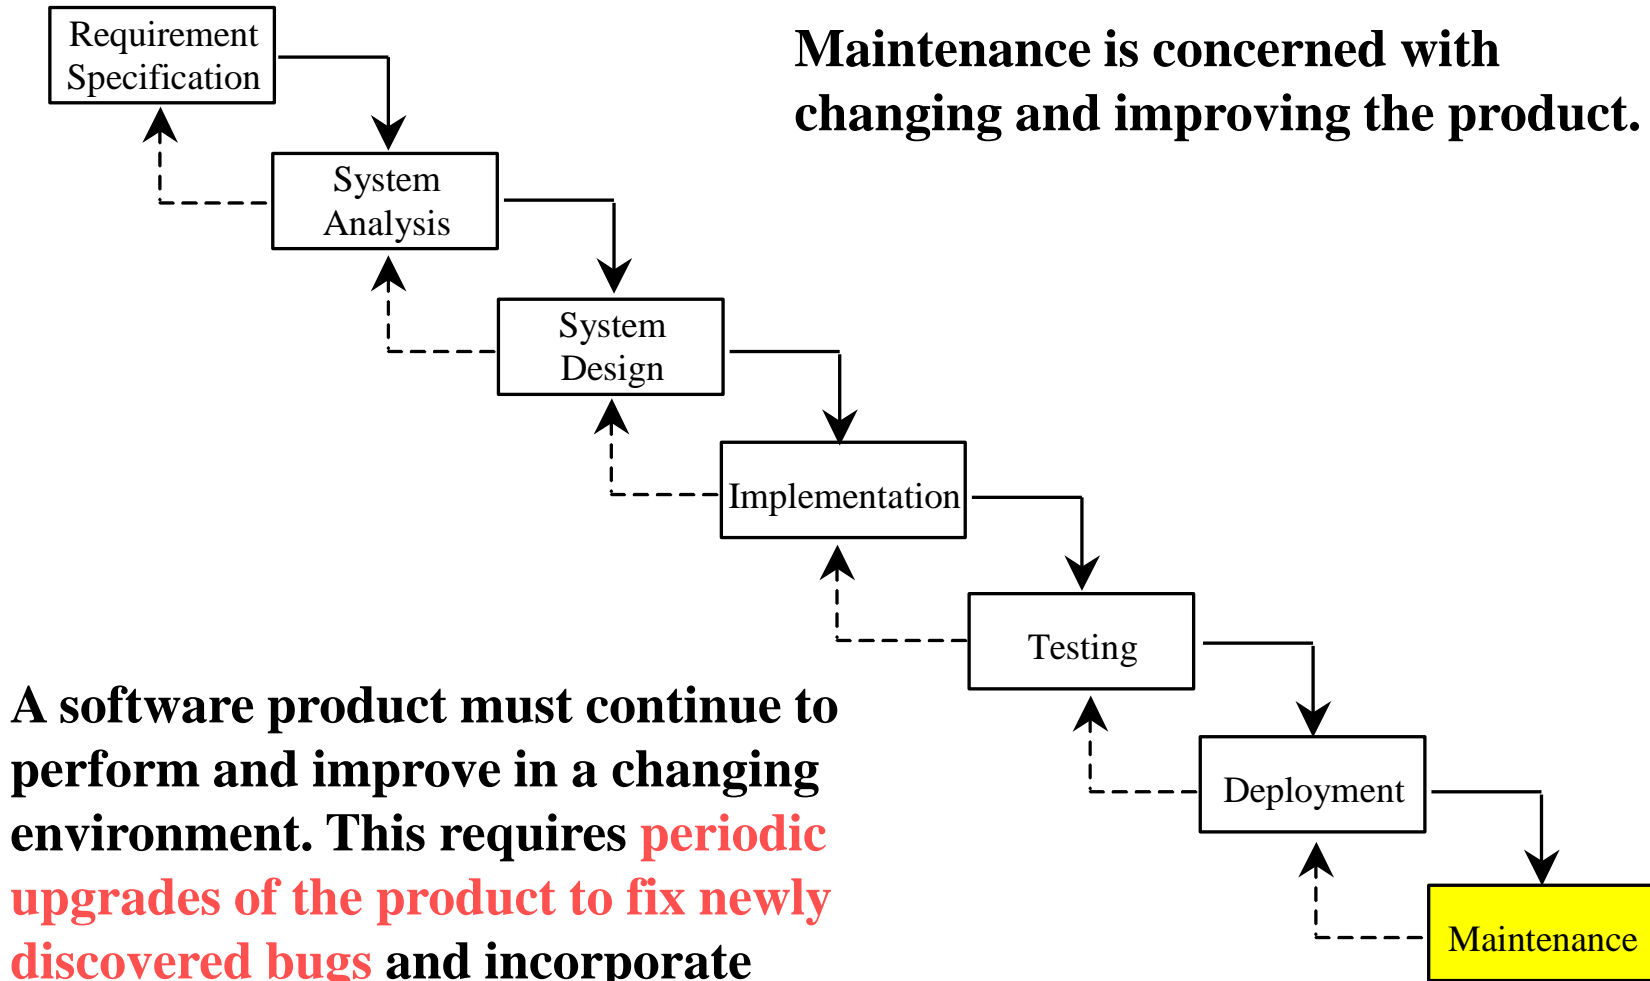 Requirement
Specification
Maintenance is concerned with
changing and improving the product.
System
Analysis
System
Design
Implementation
Testing
Deployment
Maintenance
A software product must continue to
perform and improve in a changing
environment. This requires periodic
upgrades of the product to fix newly
discovered bugs and incorporate